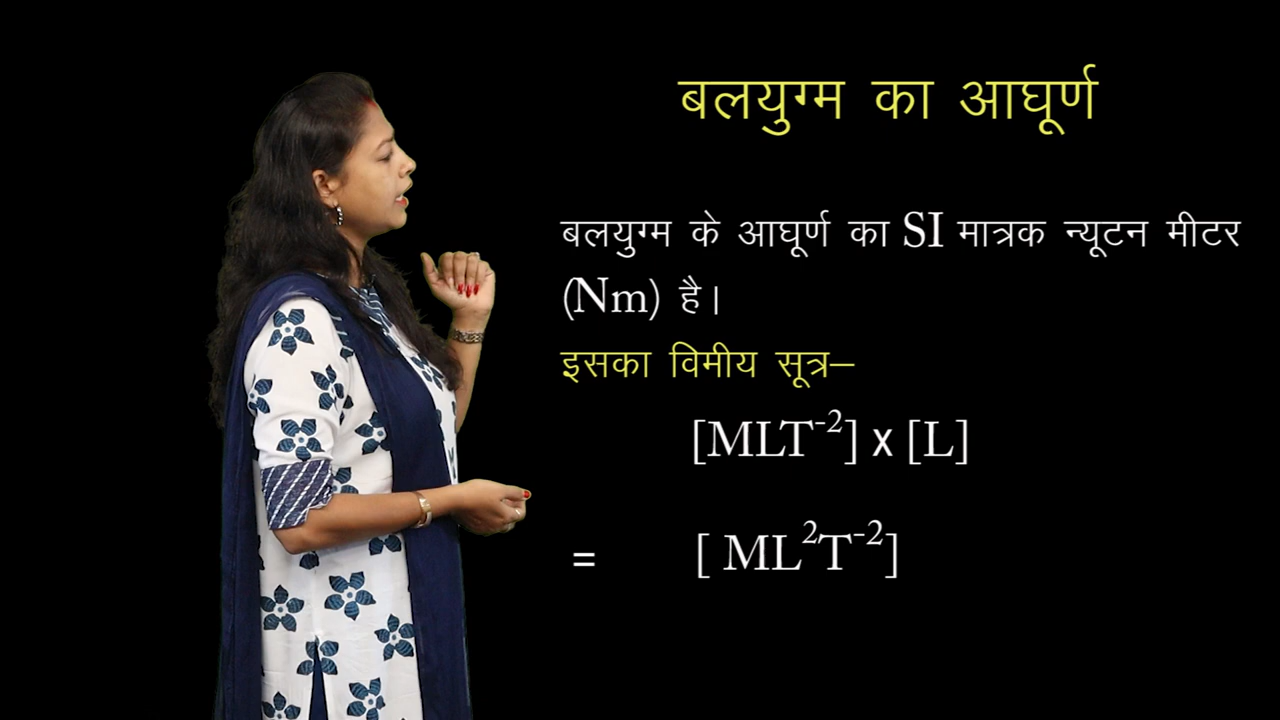 बलयुग्म का आघूर्ण
बलयुग्म के आघूर्ण का SI मात्रक न्यूटन मीटर
(Nm) है।
इसका विमीय सूत्र–
[MLT⁻²] x [L]
= [ ML²T⁻²]